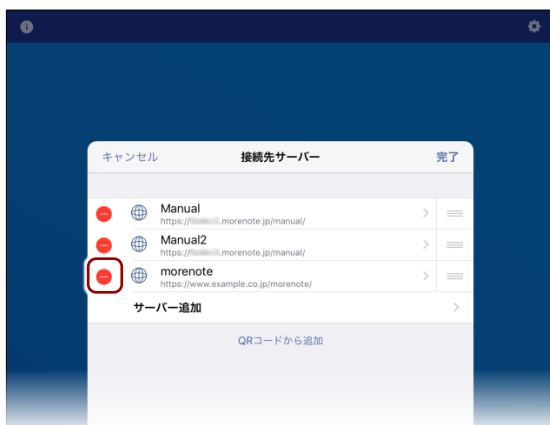 キャンセル 接続先サーバー 完了
Manual
https://.morenote.jp/manual/
Manual2
https://.morenote.jp/manual/
morenote
https://www.example.co.jp/morenote/
サーバー追加
QRコードから追加